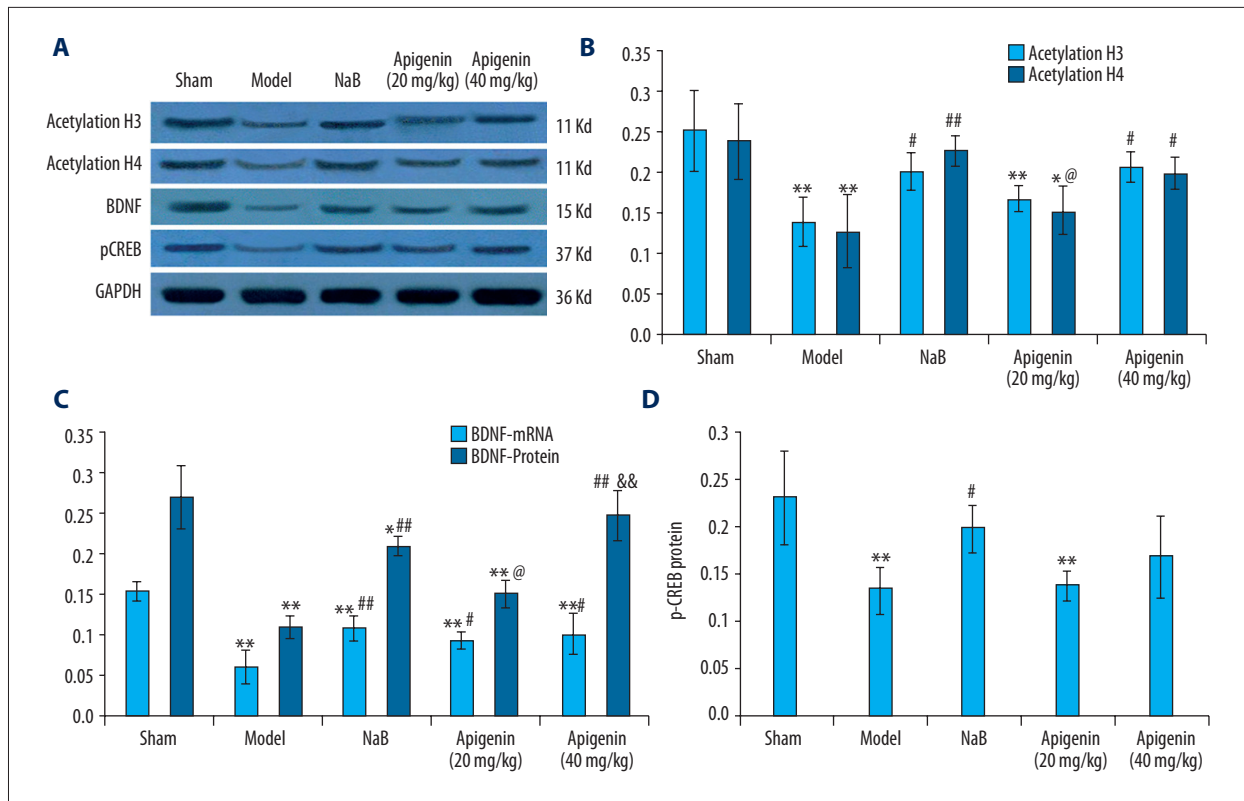 A
Sham Model NaB Apigenin (20 mg/kg) Apigenin (40 mg/kg)
Acetylation H3 11 Kd
Acetylation H4 11 Kd
BDNF 15 Kd
pCREB 37 Kd
GAPDH 36 Kd
B
Acetylation H3
Acetylation H4
0.35
0.3
0.25
0.2
0.15
0.1
0.05
0.0
** ** # ## ** * @ # #
Sham Model NaB Apigenin Apigenin
(20 mg/kg) (40 mg/kg)
C
BDNF-mRNA
BDNF-Protein
0.35
0.3
0.25
0.2
0.15
0.1
0.05
0.0
** ** ** ## * ## ** # ** @ **# ## &&
Sham Model NaB Apigenin Apigenin
(20 mg/kg) (40 mg/kg)
D
p-CREB protein
0.3
0.25
0.2
0.15
0.1
0.05
0.0
** # **
Sham Model NaB Apigenin Apigenin
(20 mg/kg) (40 mg/kg)